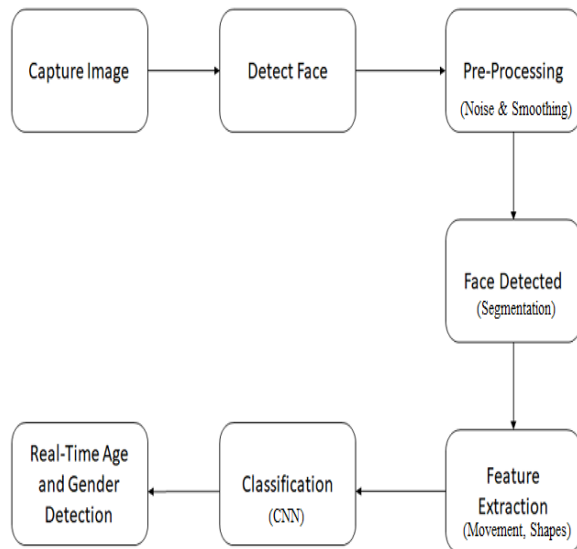 Capture Image
Detect Face
Pre-Processing
(Noise & Smoothing)
Face Detected
(Segmentation)
Feature
Extraction
(Movement, Shapes)
Classification
(CNN)
Real-Time Age
and Gender
Detection